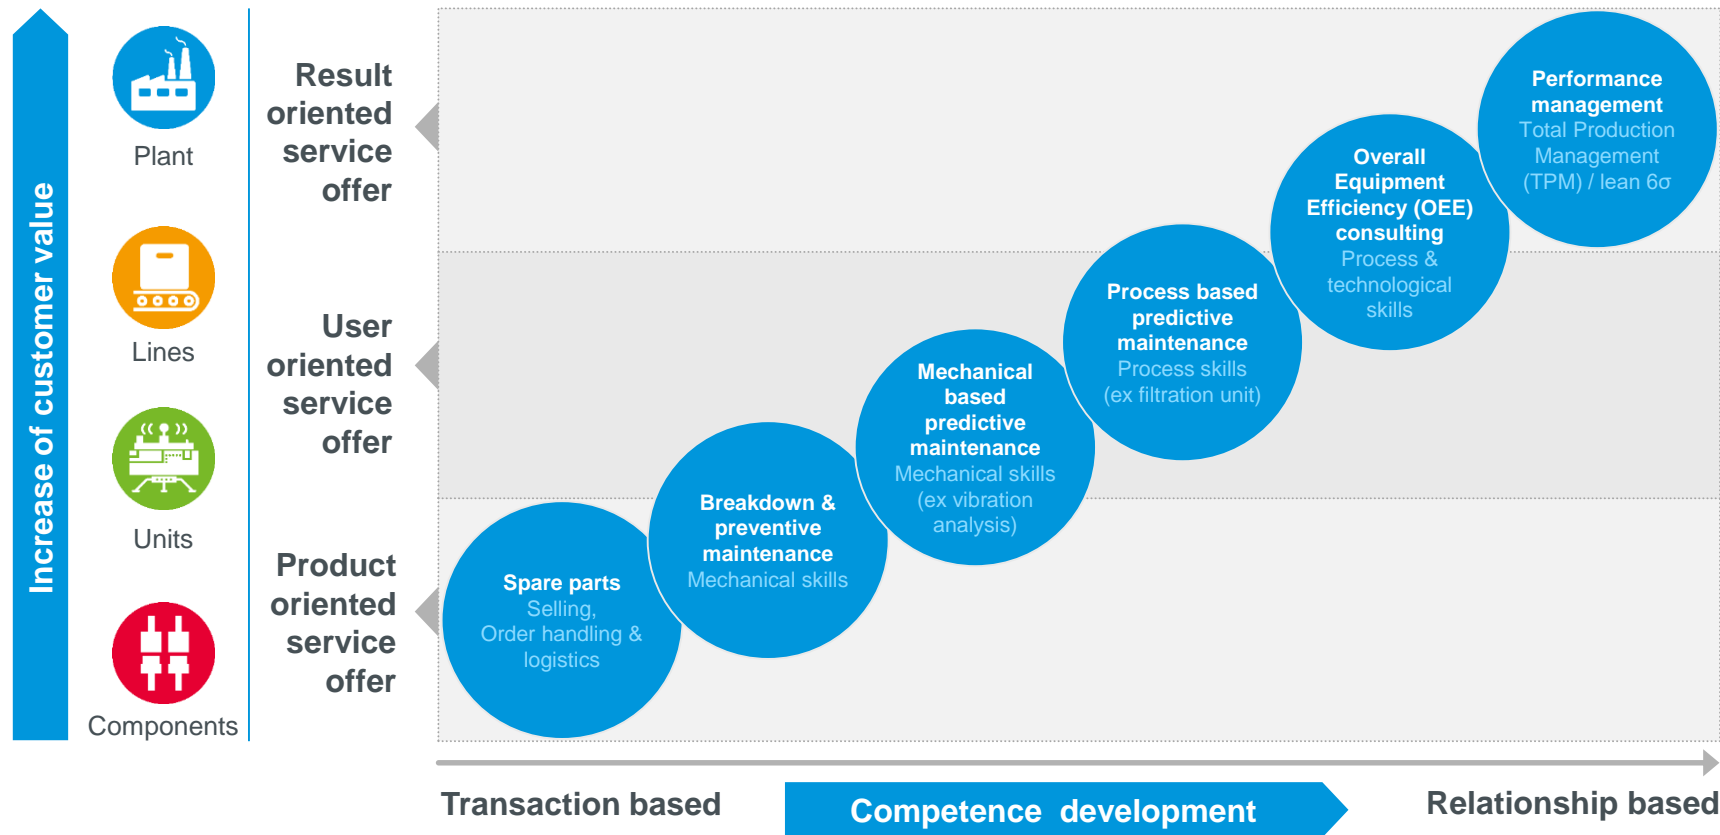 Increase of customer value
Plant
Lines
Units
Components
Result
oriented
service
offer
User
oriented
service
offer
Product
oriented
service
offer
Spare parts
Selling,
Order handling &
logistics
Breakdown &
preventive
maintenance
Mechanical skills
Mechanical
based
predictive
maintenance
Mechanical skills
(ex vibration
analysis)
Process based
predictive
maintenance
Process skills
(ex filtration unit)
Overall
Equipment
Efficiency (OEE)
consulting
Process &
technological
skills
Performance
management
Total Production
Management
(TPM) / lean 6σ
Transaction based
Competence development
Relationship based